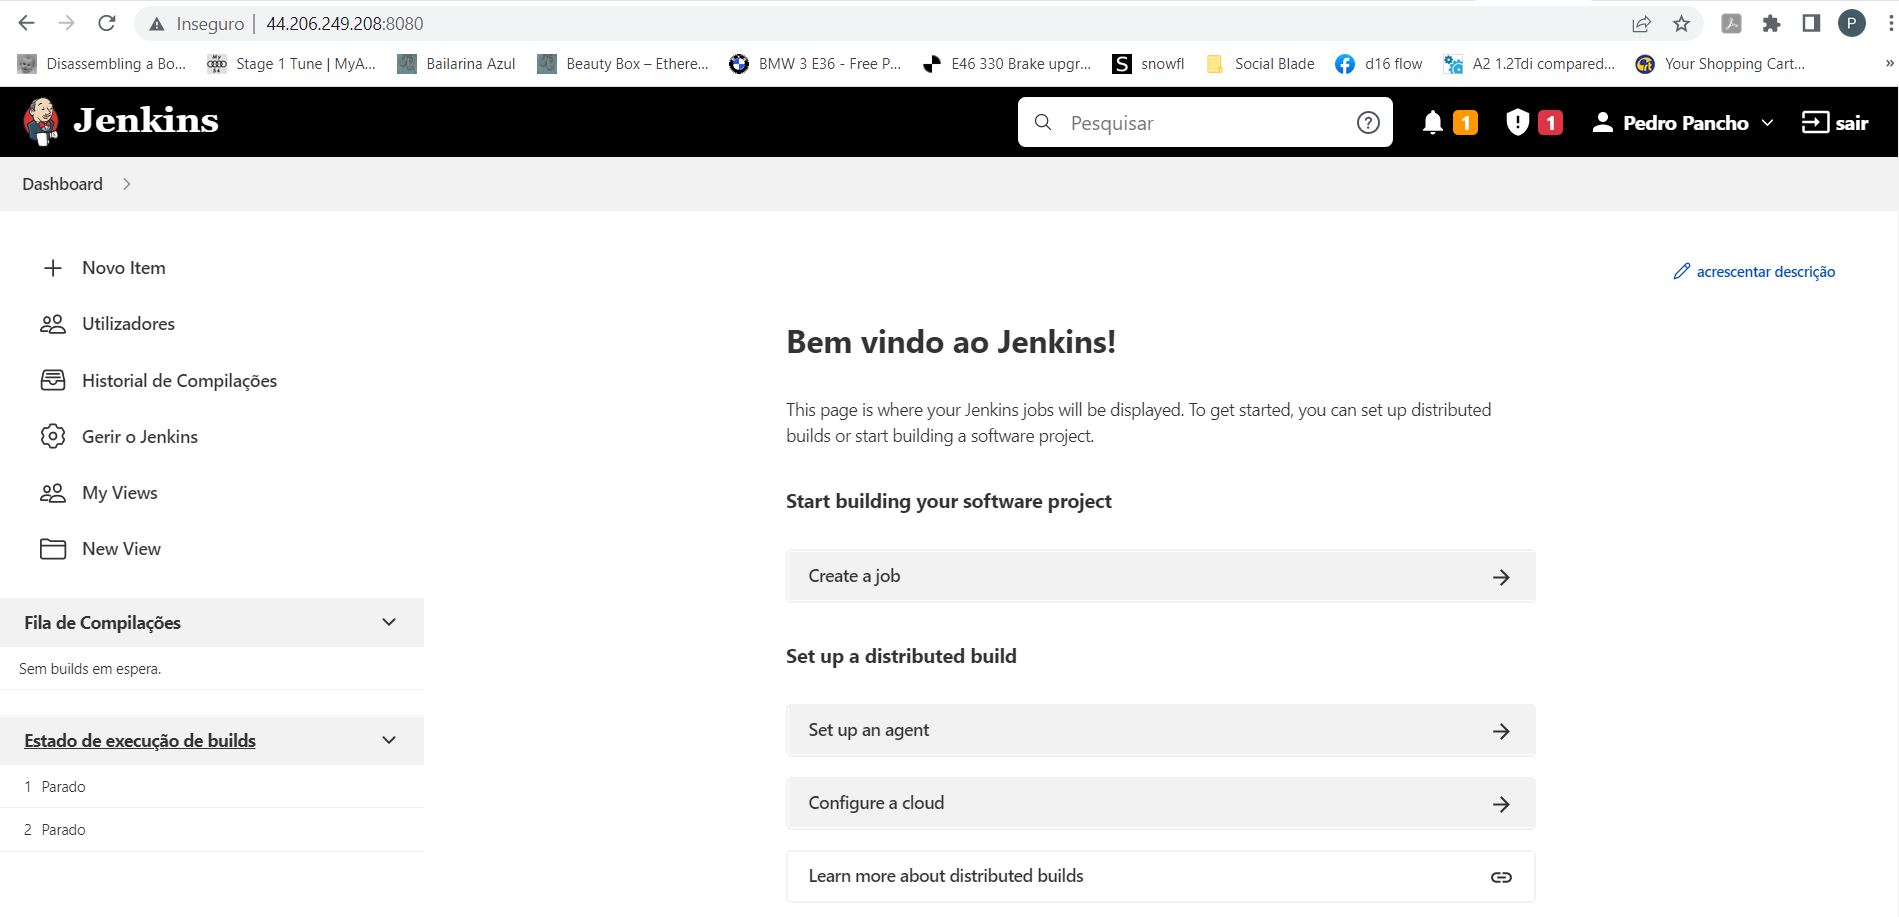 Inseguro | 44.206.249.208:8080
P
Disassembling a Bo...
Stage 1 Tune | MyA...
Bailarina Azul
Beauty Box – Ethere...
BMW 3 E36 - Free P...
E46 330 Brake upgr...
S snowfl
Social Blade
d16 flow
A2 1.2Tdi compared...
Your Shopping Cart...
»
Jenkins
Pesquisar
1
1
Pedro Pancho
sair
Dashboard
Novo Item
Utilizadores
Historial de Compilações
Gerir o Jenkins
My Views
New View
Fila de Compilações
Sem builds em espera.
Estado de execução de builds
1 Parado
2 Parado
acrescentar descrição
Bem vindo ao Jenkins!
This page is where your Jenkins jobs will be displayed. To get started, you can set up distributed
builds or start building a software project.
Start building your software project
Create a job
Set up a distributed build
Set up an agent
Configure a cloud
Learn more about distributed builds